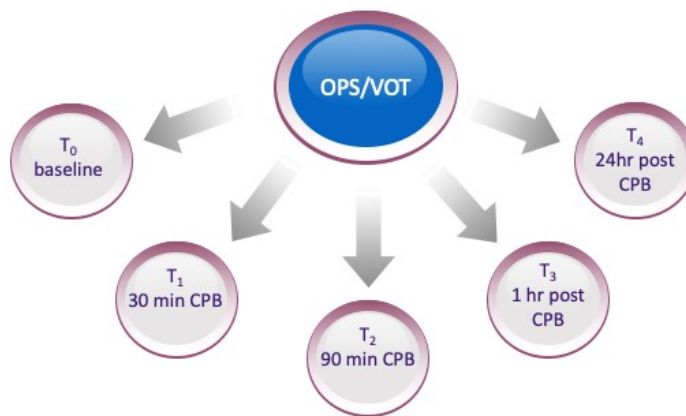 OPS/VOT
T₀
baseline
T₁
30 min CPB
T₂
90 min CPB
T₃
1 hr post
CPB
T₄
24hr post
CPB